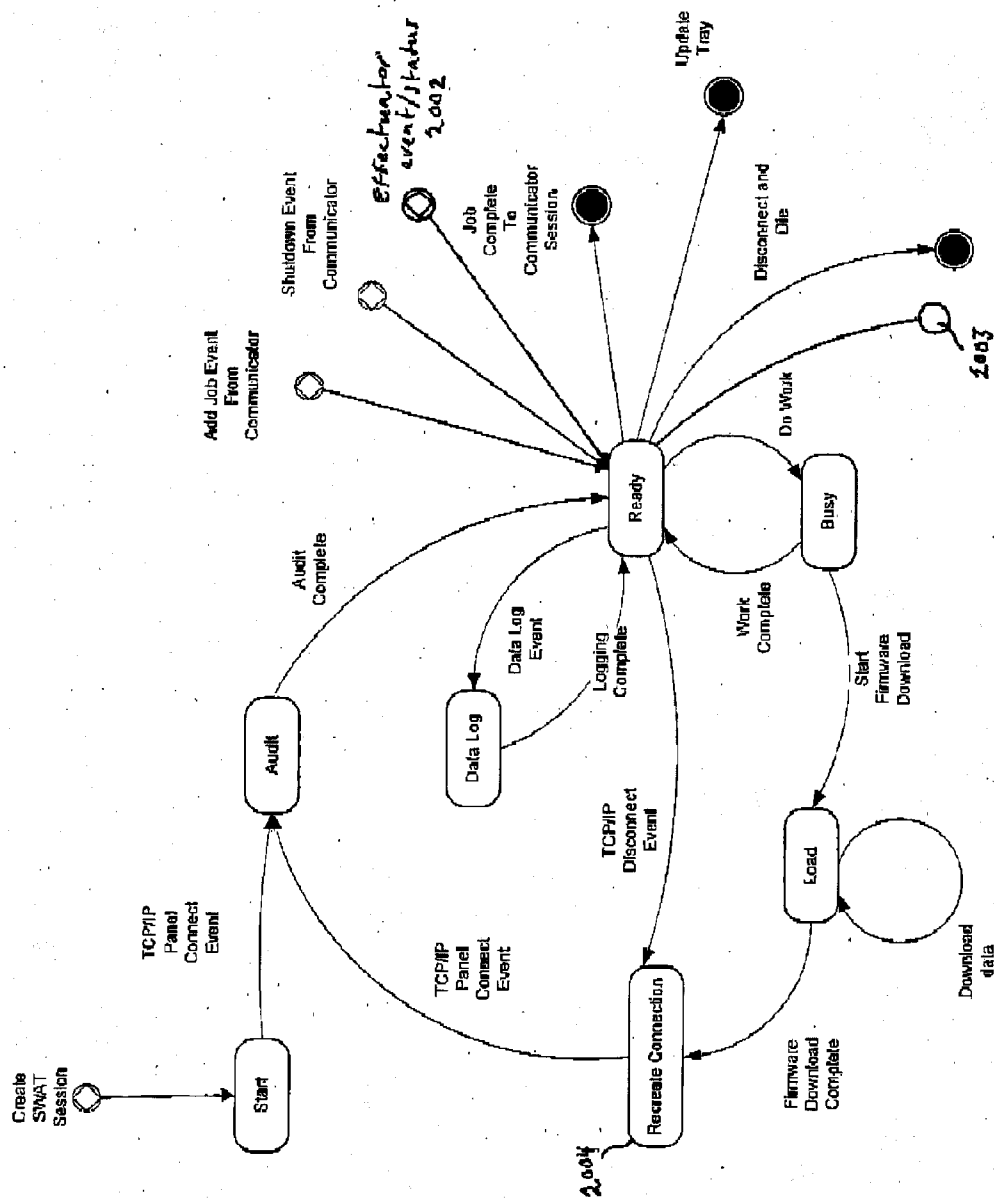 Create
SWAT
Session
Start
TCP/IP
Panel
Connect
Event
Audit
Audit
Complete
Add Job Event
From
Communicator
Shutdown Event
From
Communicator
effectuator
event/status
2002
Job
Complete
To
Communicator
Session
Update
Tray
Disconnect and
Die
2003
Ready
Do Work
Busy
Work
Complete
Data Log
Event
Data Log
Logging
Complete
TCP/IP
Disconnect
Event
Start
Firmware
Download
Load
Download
data
Firmware
Download
Complete
Recreate Connection
2004
TCP/IP
Panel
Connect
Event